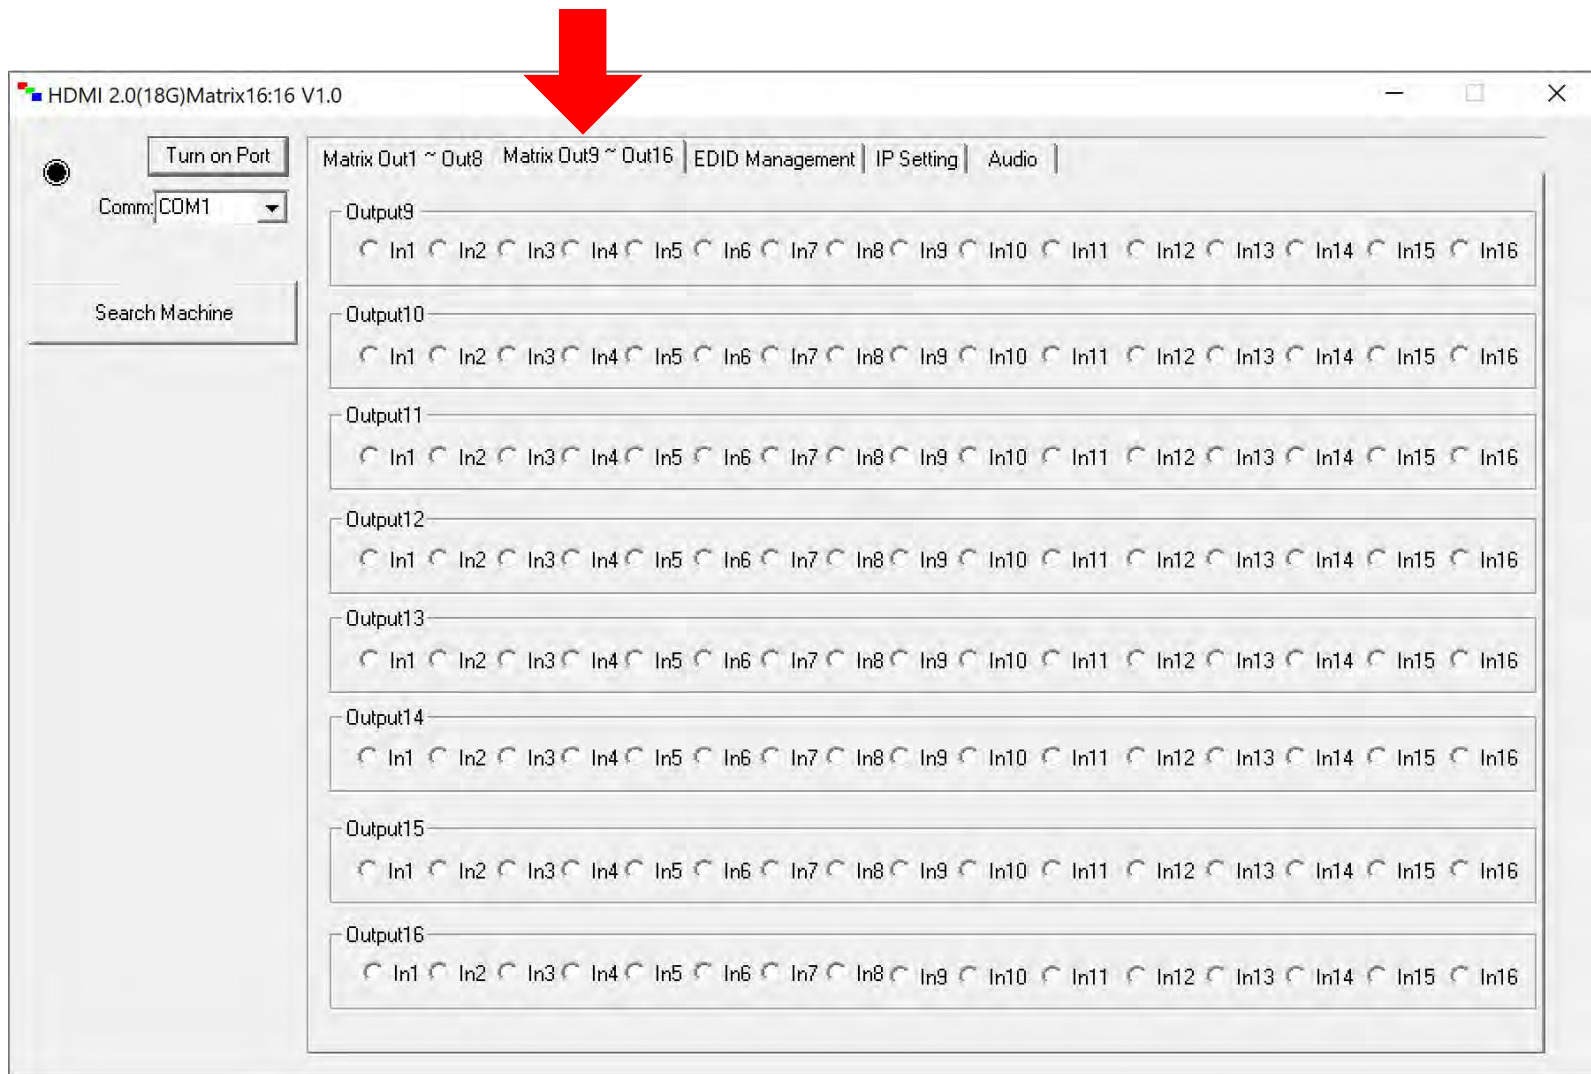 HDMI 2.0(18G)Matrix16:16 V1.0
Turn on Port
Comm: COM1
Search Machine
Matrix Out1 ~ Out8 Matrix Out9 ~ Out16 EDID Management IP Setting Audio
Output9
In1 In2 In3 In4 In5 In6 In7 In8 In9 In10 In11 In12 In13 In14 In15 In16
Output10
In1 In2 In3 In4 In5 In6 In7 In8 In9 In10 In11 In12 In13 In14 In15 In16
Output11
In1 In2 In3 In4 In5 In6 In7 In8 In9 In10 In11 In12 In13 In14 In15 In16
Output12
In1 In2 In3 In4 In5 In6 In7 In8 In9 In10 In11 In12 In13 In14 In15 In16
Output13
In1 In2 In3 In4 In5 In6 In7 In8 In9 In10 In11 In12 In13 In14 In15 In16
Output14
In1 In2 In3 In4 In5 In6 In7 In8 In9 In10 In11 In12 In13 In14 In15 In16
Output15
In1 In2 In3 In4 In5 In6 In7 In8 In9 In10 In11 In12 In13 In14 In15 In16
Output16
In1 In2 In3 In4 In5 In6 In7 In8 In9 In10 In11 In12 In13 In14 In15 In16